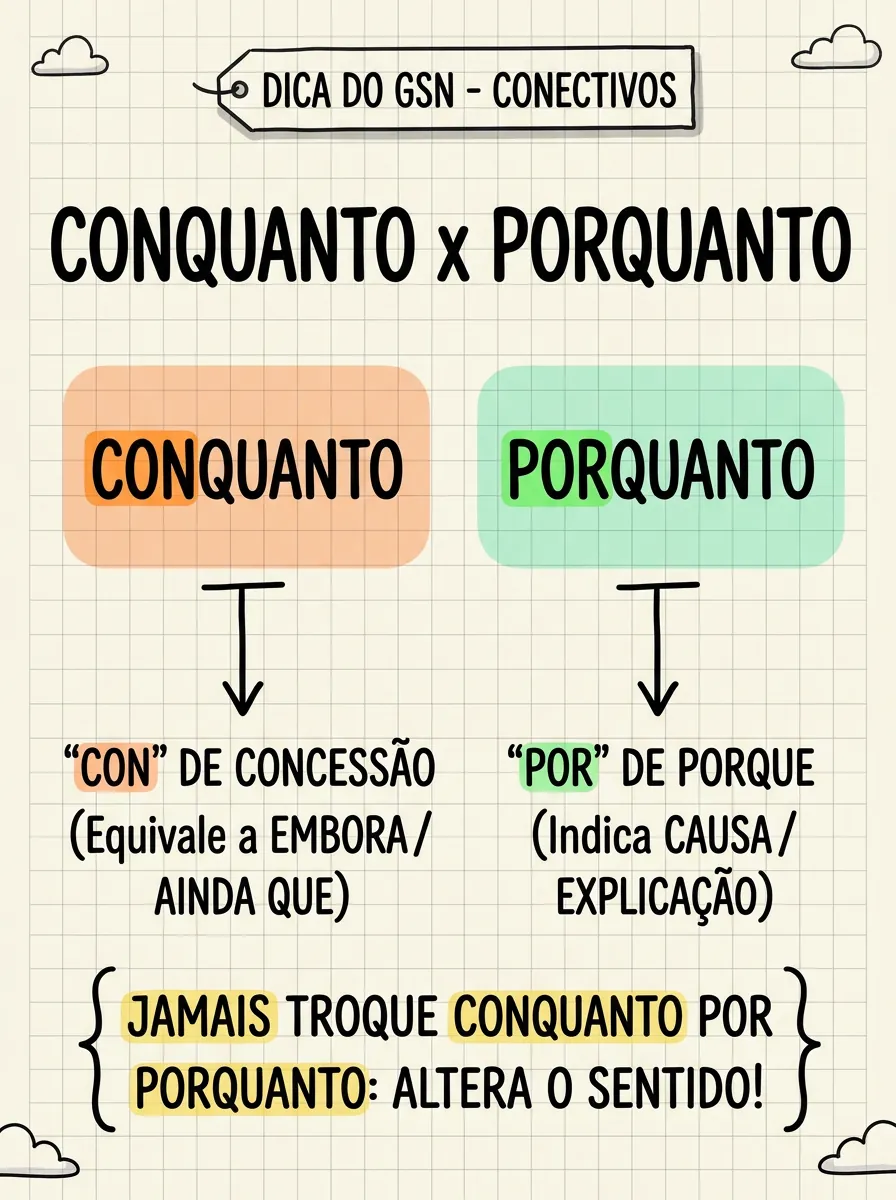 DICA DO GSN - CONECTIVOS
CONQUANTO x PORQUANTO
CONQUANTO
PORQUANTO
“CON” DE CONCESSÃO
(Equivale a EMBORA/
AINDA QUE)
“POR” DE PORQUE
(Indica CAUSA/
EXPLICAÇÃO)
JAMAIS TROQUE CONQUANTO POR
PORQUANTO: ALTERA O SENTIDO!